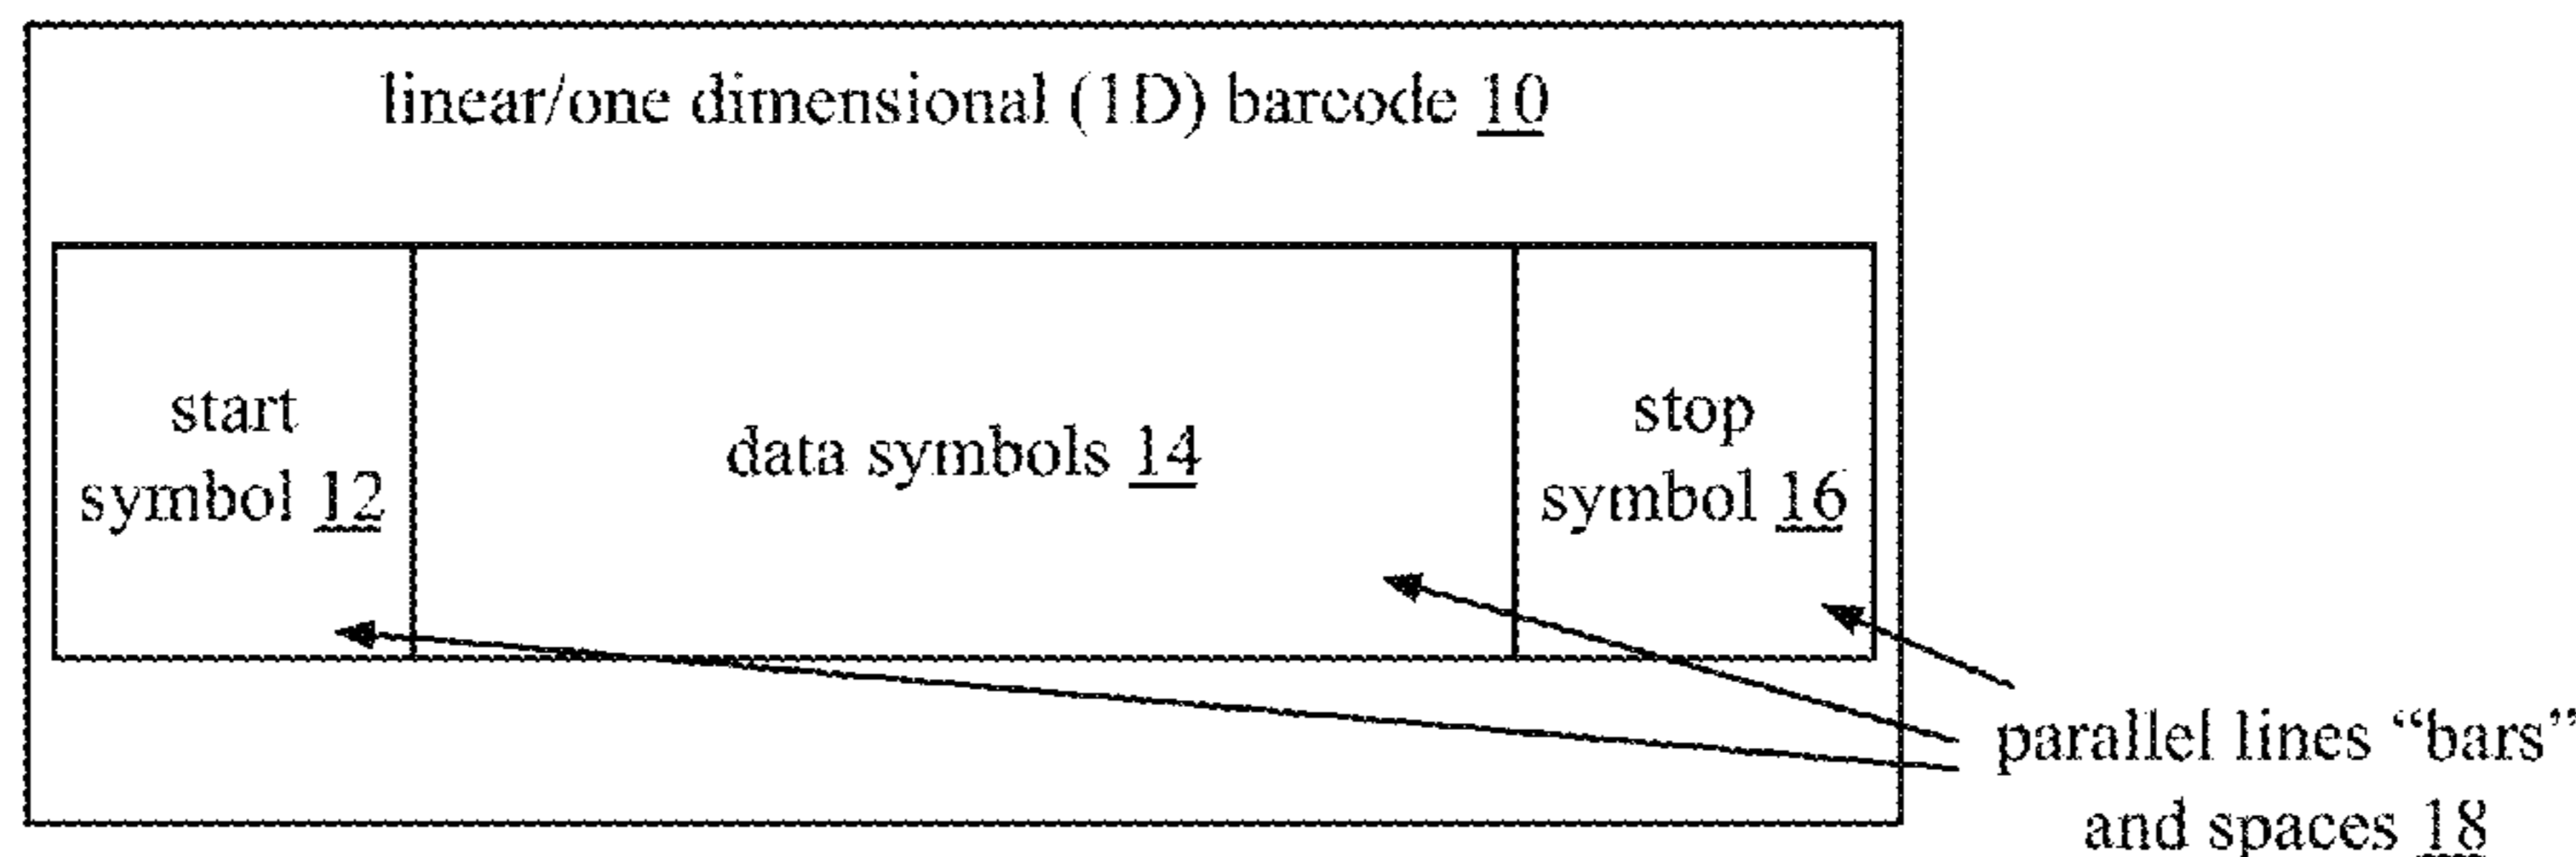 linear/one dimensional (1D) barcode 10
start
symbol 12
data symbols 14
stop
symbol 16
parallel lines “bars”
and spaces 18